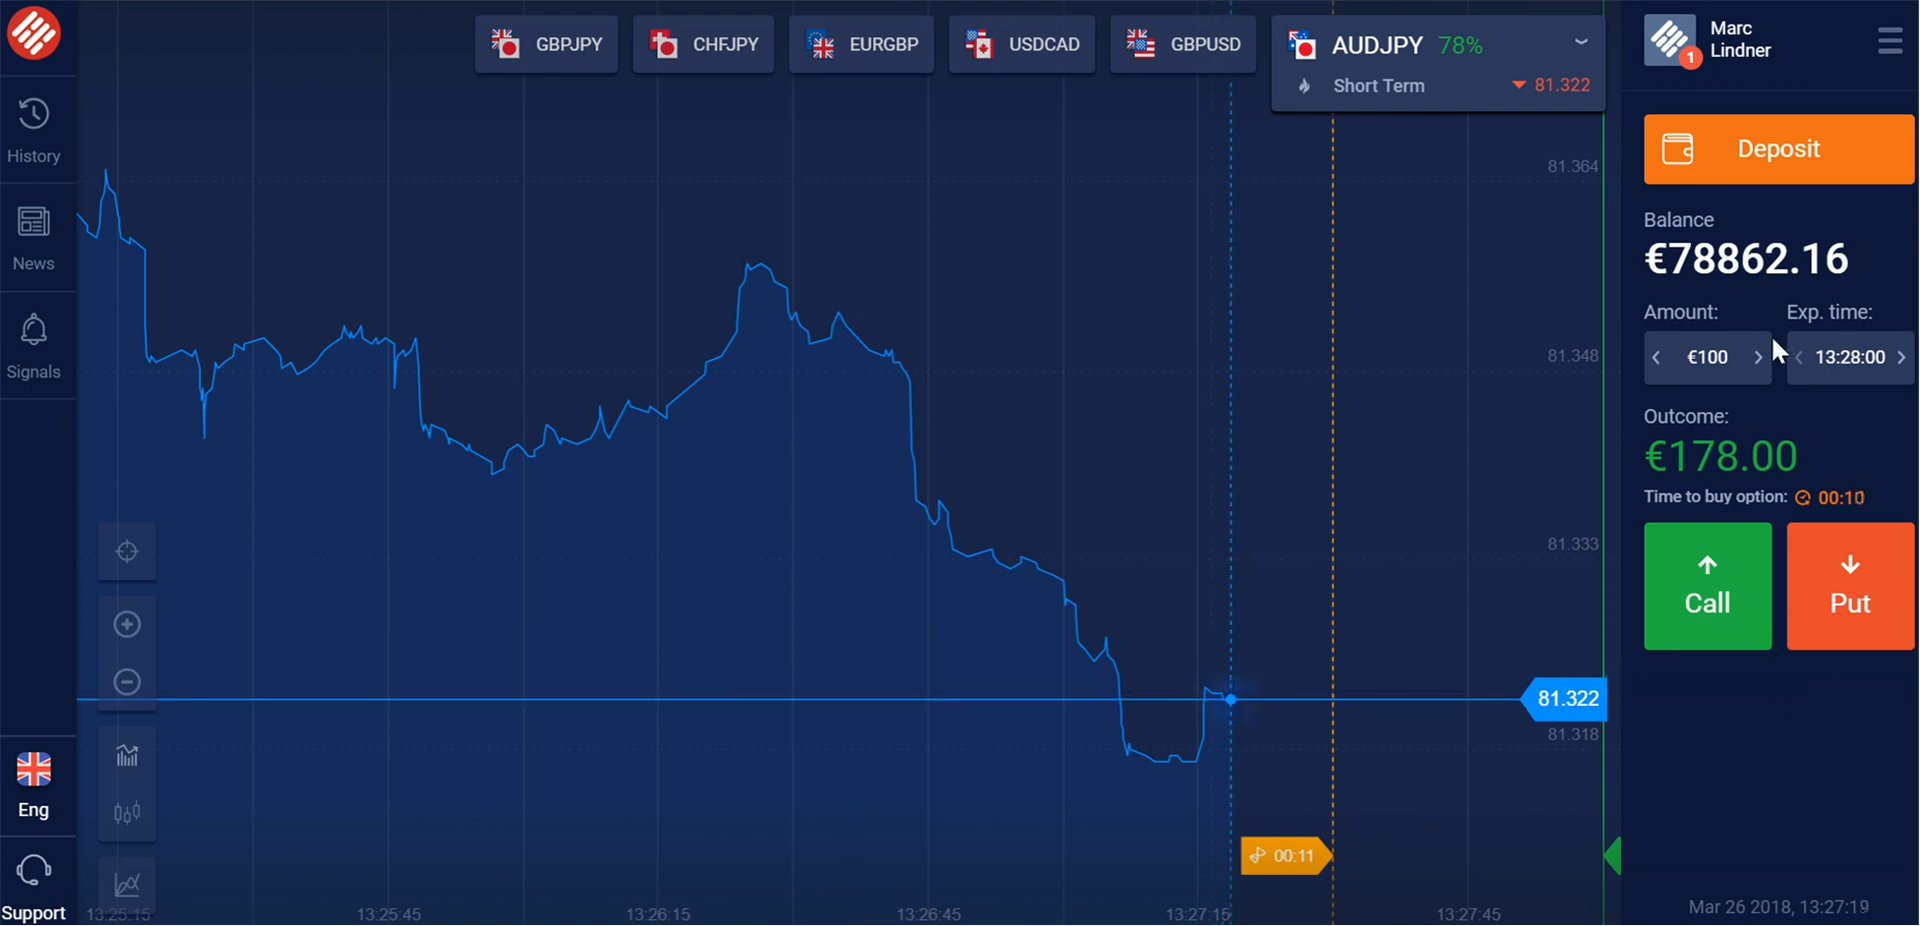 GBPJPY
CHFJPY
EURGBP
USDCAD
GBPUSD
AUDJPY 78%
Short Term 81.322
1
Marc
Lindner
History
News
Signals
Eng
Support
81.364
81.348
81.333
81.322
81.318
00:11
13:25:15
13:25:45
13:26:15
13:26:45
13:27:15
13:27:45
Deposit
Balance
€78862.16
Amount: Exp. time:
€100 13:28:00
Outcome:
€178.00
Time to buy option: 00:10
Call
Put
Mar 26 2018, 13:27:19